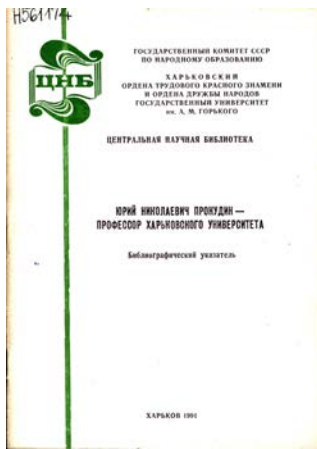 Н561174
ЦНБ
ГОСУДАРСТВЕННЫЙ КОМИТЕТ СССР
ПО НАРОДНОМУ ОБРАЗОВАНИЮ
ХАРЬКОВСКИЙ
ОРДЕНА ТРУДОВОГО КРАСНОГО ЗНАМЕНИ
И ОРДЕНА ДРУЖБЫ НАРОДОВ
ГОСУДАРСТВЕННЫЙ УНИВЕРСИТЕТ
им. А. М. ГОРЬКОГО
ЦЕНТРАЛЬНАЯ НАУЧНАЯ БИБЛИОТЕКА
ЮРИЙ НИКОЛАЕВИЧ ПРОКУДИН —
ПРОФЕССОР ХАРЬКОВСКОГО УНИВЕРСИТЕТА
Библиографический указатель
ХАРЬКОВ 1991